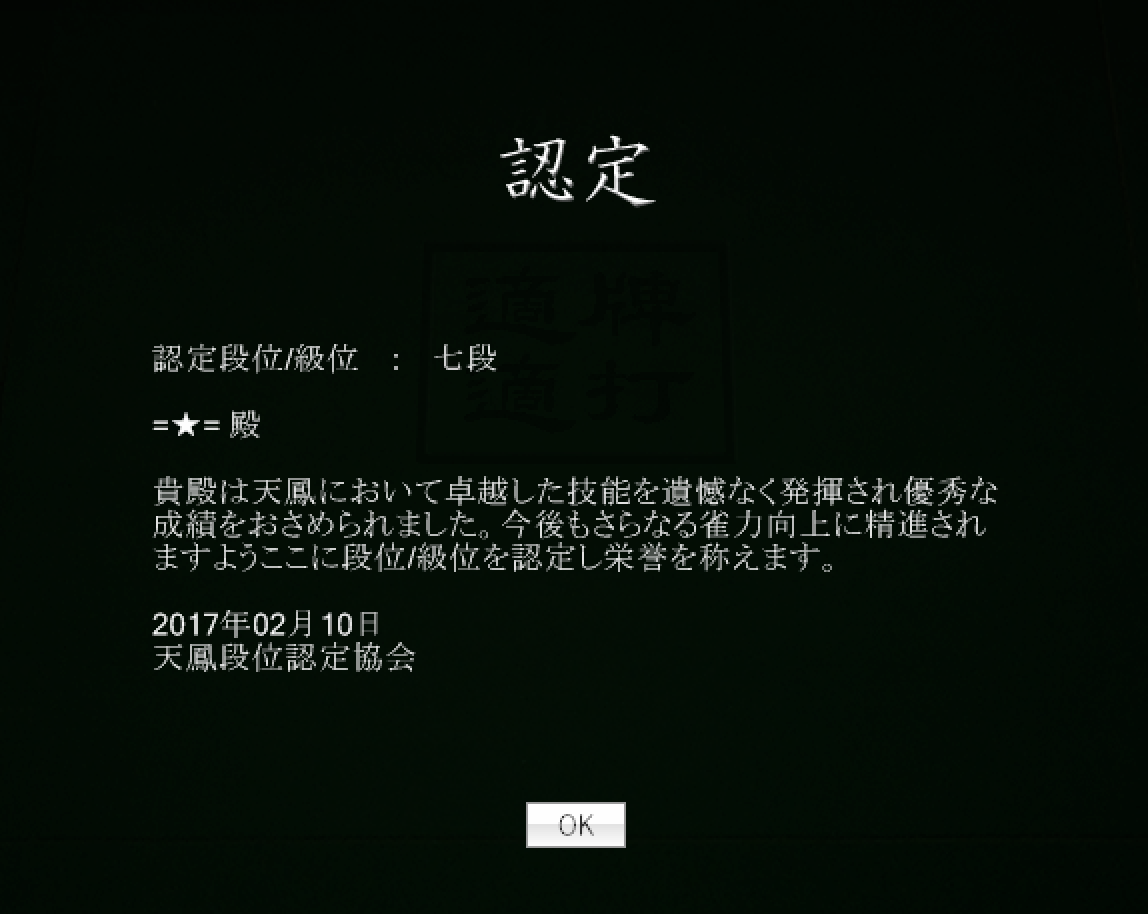 認定
牌打
適適
認定段位/級位　：　七段
=★= 殿
貴殿は天鳳において卓越した技能を遺憾なく発揮され優秀な
成績をおさめられました。今後もさらなる雀力向上に精進され
ますようここに段位/級位を認定し栄誉を称えます。
2017年02月10日
天鳳段位認定協会
OK